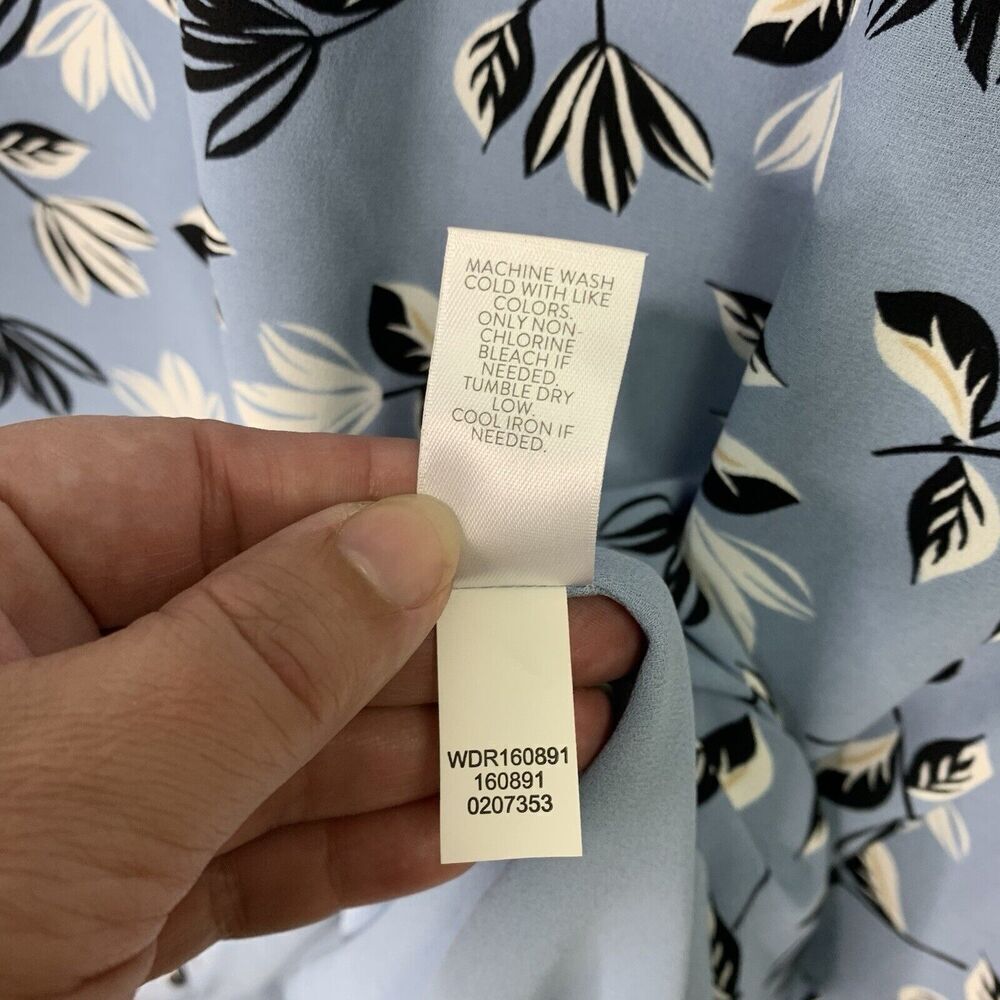 MACHINE WASH
COLD WITH LIKE
COLORS.
ONLY NON-
CHLORINE
BLEACH IF
NEEDED.
TUMBLE DRY
LOW.
COOL IRON IF
NEEDED.
WDR160891
160891
0207353